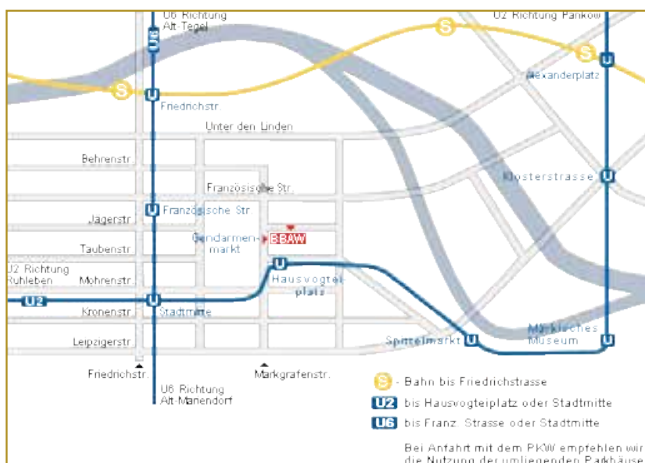 U6 Richtung
Alt-Tegel
U2 Richtung Pankow
U6
S
S
S
U
U
Alexanderplatz
Friedrichstr.
Unter den Linden
Behrenstr.
Klosterstrasse
U
Französische Str.
Jägerstr.
U
Französische Str.
Gendarmen-
markt
BBAW
Taubenstr.
U2 Richtung
Ruhleben
Mohrenstr.
U
Hausvogtei-
platz
U2
U
Kronenstr.
Stadtmitte
Leipzigerstr.
Spittelmarkt
U
Märkisches
Museum
U
Friedrichstr.
Markgrafenstr.
U6 Richtung
Alt-Mariendorf
S - Bahn bis Friedrichstrasse
U2 bis Hausvogteiplatz oder Stadtmitte
U6 bis Franz. Strasse oder Stadtmitte
Bei Anfahrt mit dem PKW empfehlen wir
die Nutzung der umliegenden Parkhäuser